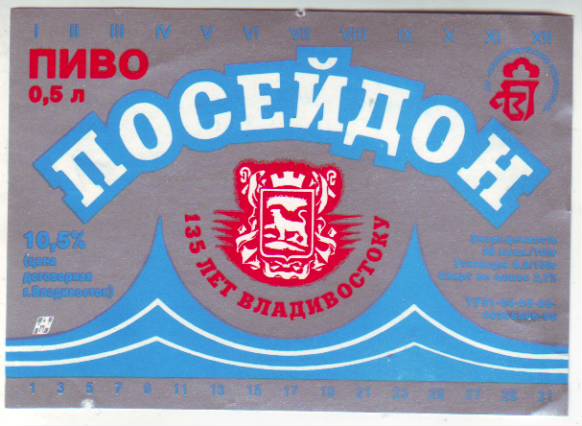 I II III IV V VI VII VIII IX X XI XII
ПИВО
0,5 л
ПОСЕЙДОН
135 ЛЕТ ВЛАДИВОСТОКУ
10,5%
(цена
договорная
г.Владивосток)
1 3 5 7 9 11 13 15 17 19 21 23 25 27 29 31